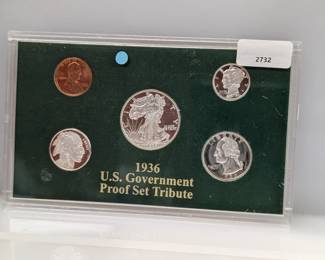 2732
1936
U.S. Government
Proof Set Tribute